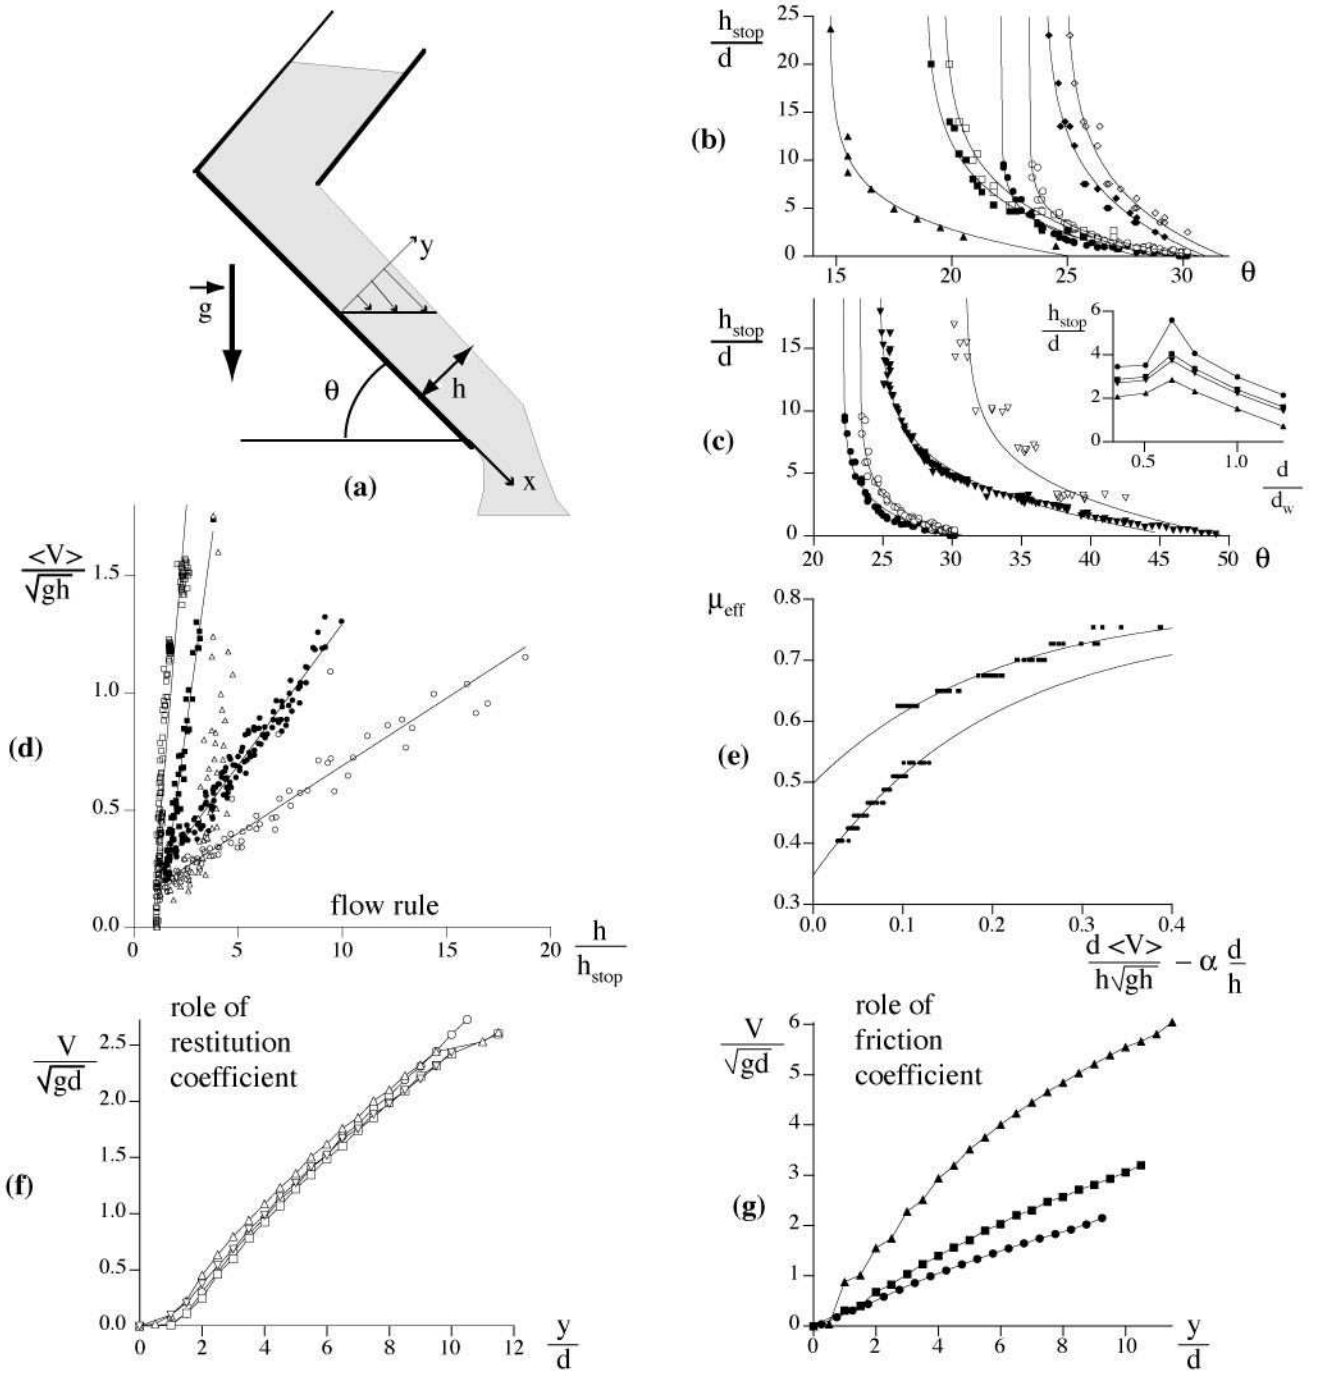 y
g
θ
h
x
(a)
h_stop
d
25
20
15
10
5
0
15
20
25
30
θ
(b)
h_stop
d
15
10
5
0
20
25
30
35
40
45
50
θ
(c)
h_stop
d
6
4
2
0
0.5
1.0
d
d_w
<V>
√gh
1.5
1.0
0.5
0.0
0
5
10
15
20
flow rule
h
h_stop
(d)
μ_eff
0.8
0.7
0.6
0.5
0.4
0.3
0.0
0.1
0.2
0.3
0.4
d <V>
h√gh
− α
d
h
(e)
role of
restitution
coefficient
V
√gd
2.5
2.0
1.5
1.0
0.5
0.0
0
2
4
6
8
10
12
y
d
(f)
role of
friction
coefficient
V
√gd
6
5
4
3
2
1
0
0
2
4
6
8
10
y
d
(g)